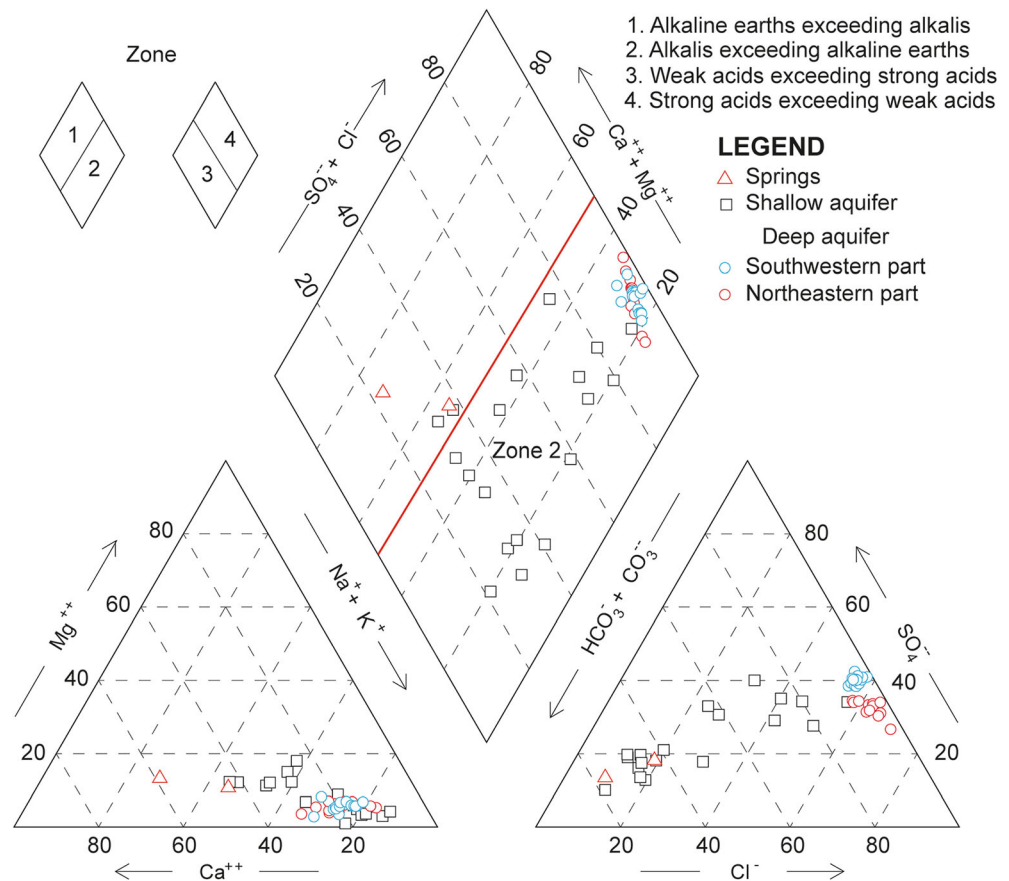 Zone
1
2
3
4
1. Alkaline earths exceeding alkalis
2. Alkalis exceeding alkaline earths
3. Weak acids exceeding strong acids
4. Strong acids exceeding weak acids
LEGEND
Springs
Shallow aquifer
Deep aquifer
Southwestern part
Northeastern part
SO₄⁻⁻ + Cl⁻
Ca⁺⁺ + Mg⁺⁺
80
60
40
20
80
60
40
20
Zone 2
Na⁺ + K⁺
HCO₃⁻ + CO₃⁻⁻
Mg⁺⁺
80
60
40
20
80
60
40
20
Ca⁺⁺
SO₄⁻⁻
80
60
40
20
20
40
60
80
Cl⁻